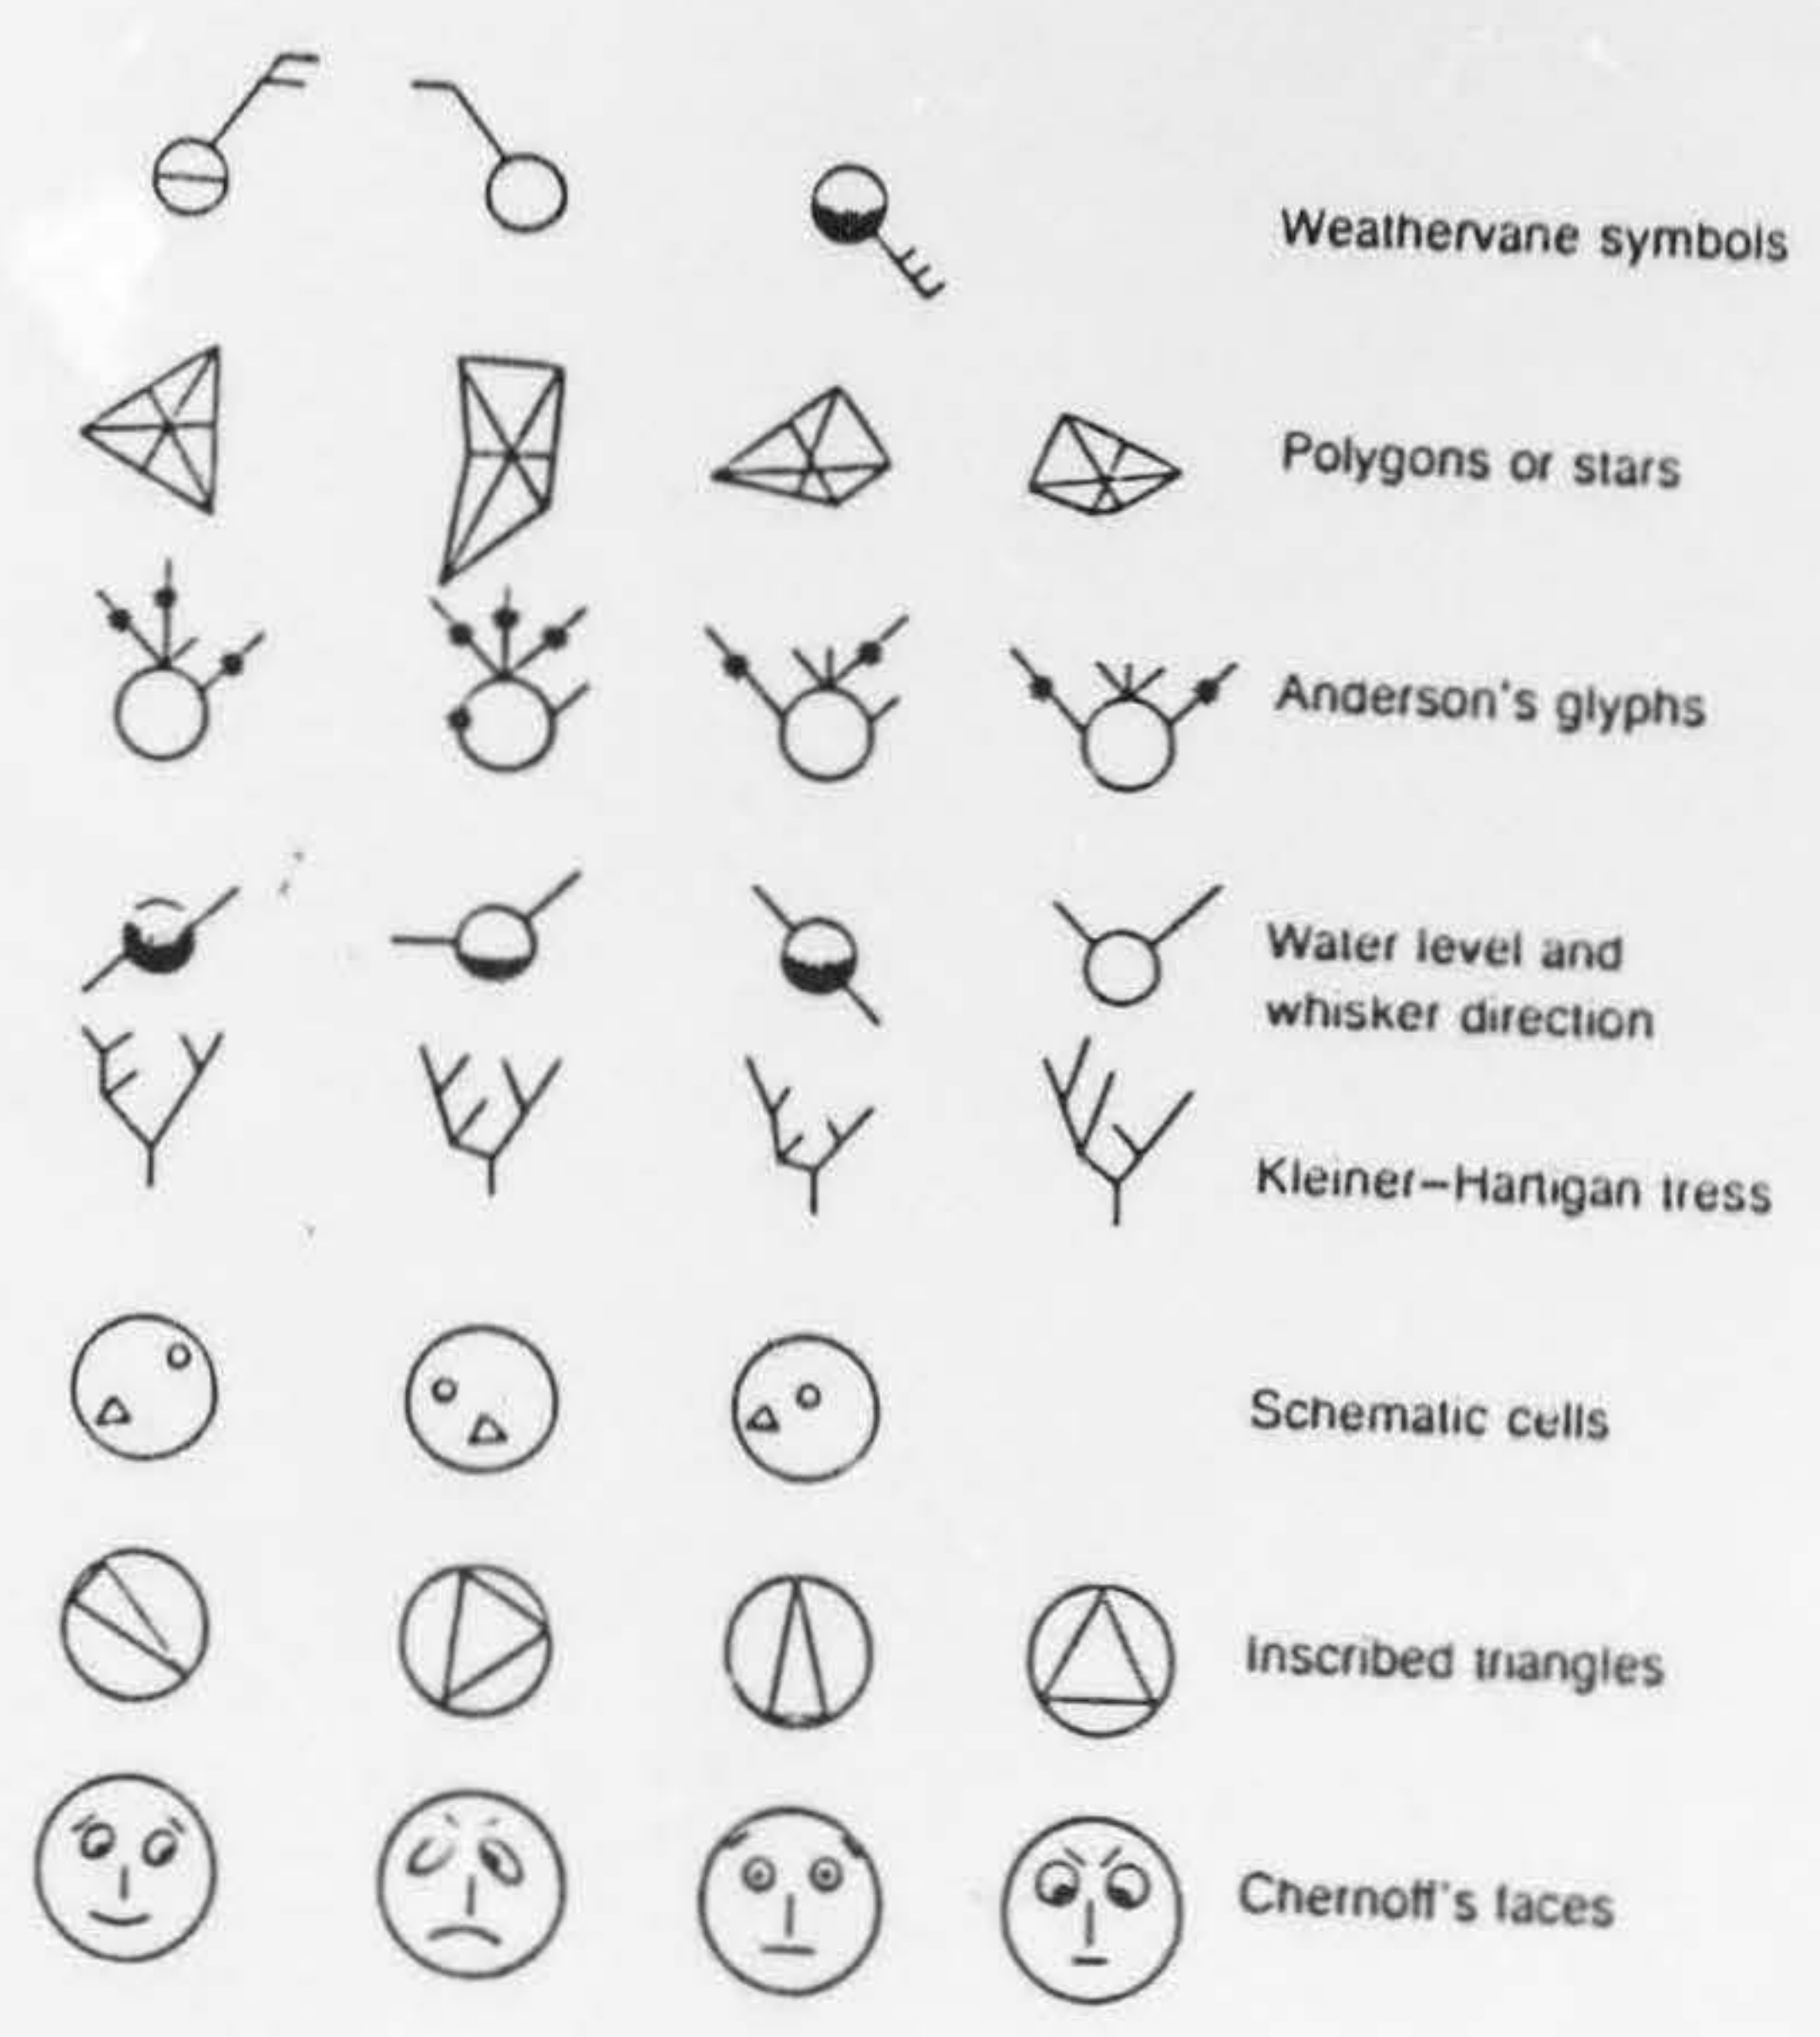 Weathervane symbols
Polygons or stars
Anderson's glyphs
Water level and
whisker direction
Kleiner–Hartigan tress
Schematic cells
Inscribed triangles
Chernoff's faces